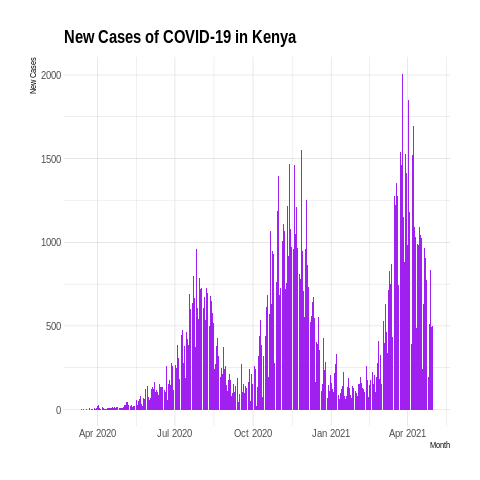 New Cases of COVID-19 in Kenya
New Cases
2000
1500
1000
500
0
Apr 2020
Jul 2020
Oct 2020
Jan 2021
Apr 2021
Month